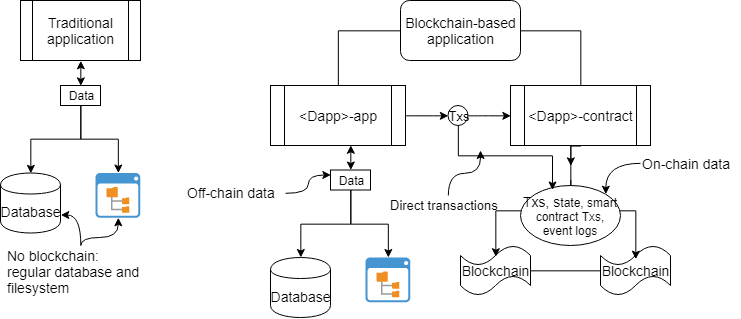 Traditional
application
Data
Database
No blockchain:
regular database and
filesystem
Blockchain-based
application
<Dapp>-app
Txs
<Dapp>-contract
Data
Off-chain data
Direct transactions
On-chain data
Txs, state, smart
contract Txs,
event logs
Database
Blockchain
Blockchain